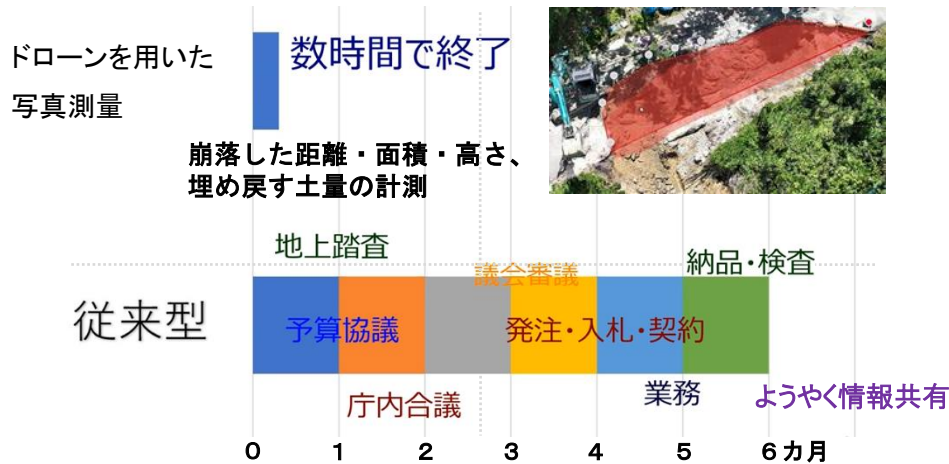 ドローンを用いた
写真測量
数時間で終了
崩落した距離・面積・高さ、
埋め戻す土量の計測
地上踏査
議会審議
納品・検査
従来型
予算協議
発注・入札・契約
庁内合議
業務
ようやく情報共有
0 1 2 3 4 5 6カ月